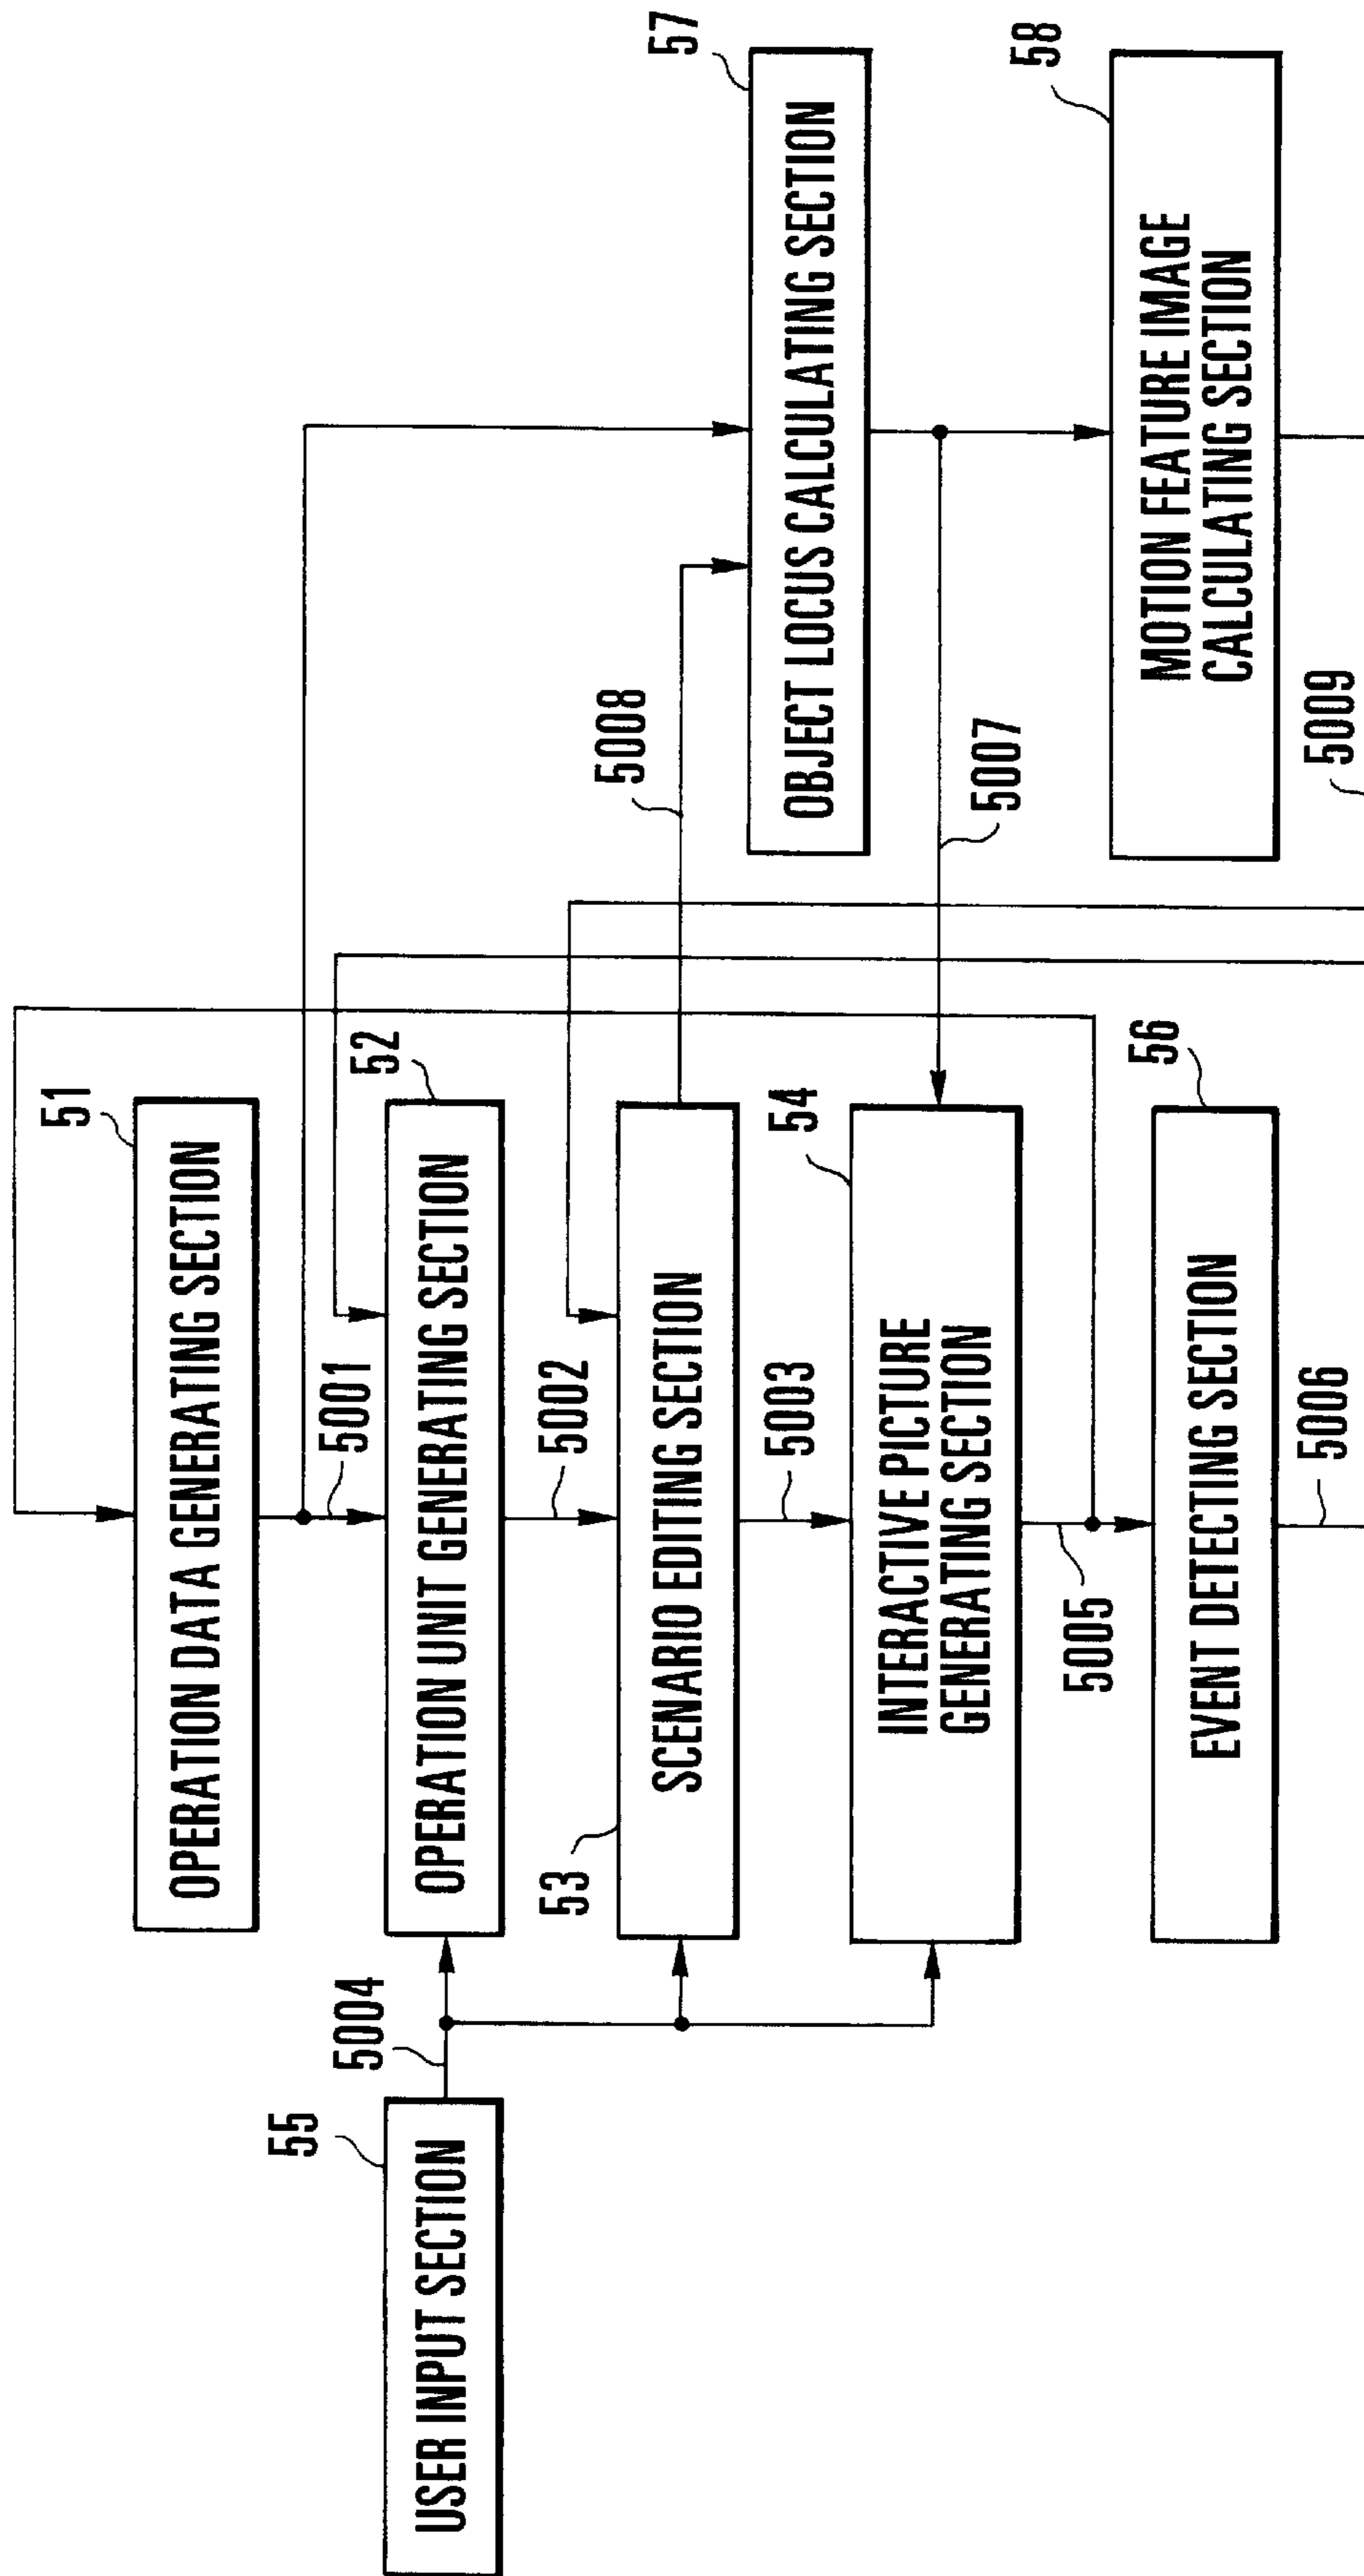 51
OPERATION DATA GENERATING SECTION
5001
52
OPERATION UNIT GENERATING SECTION
55
USER INPUT SECTION
5004
5002
53
SCENARIO EDITING SECTION
5008
5003
54
INTERACTIVE PICTURE
GENERATING SECTION
5005
56
EVENT DETECTING SECTION
5006
57
OBJECT LOCUS CALCULATING SECTION
5007
58
MOTION FEATURE IMAGE
CALCULATING SECTION
5009